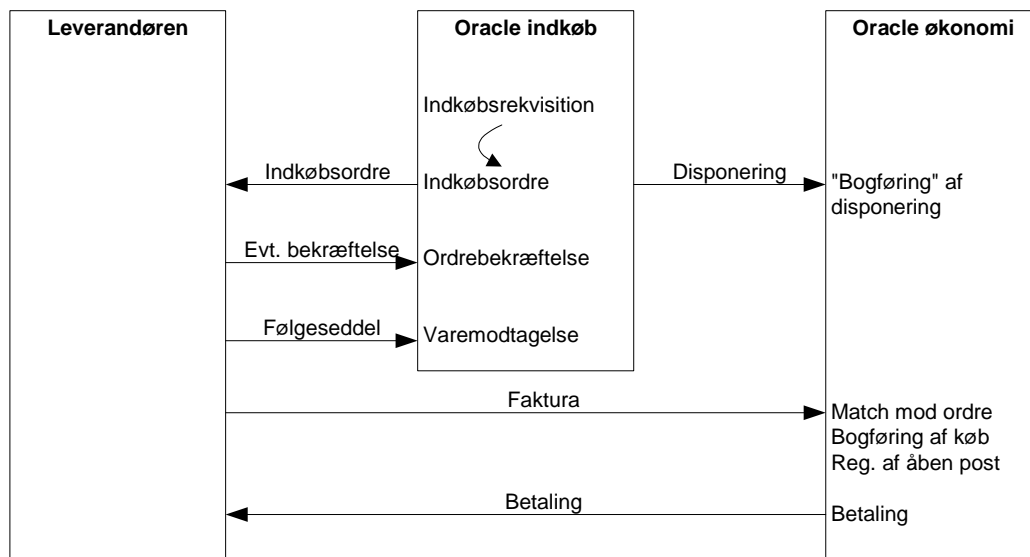 Leverandøren
Oracle indkøb
Oracle økonomi
Indkøbsrekvisition
Indkøbsordre
Indkøbsordre
Disponering
"Bogføring" af
disponering
Evt. bekræftelse
Ordrebekræftelse
Følgeseddel
Varemodtagelse
Faktura
Match mod ordre
Bogføring af køb
Reg. af åben post
Betaling
Betaling